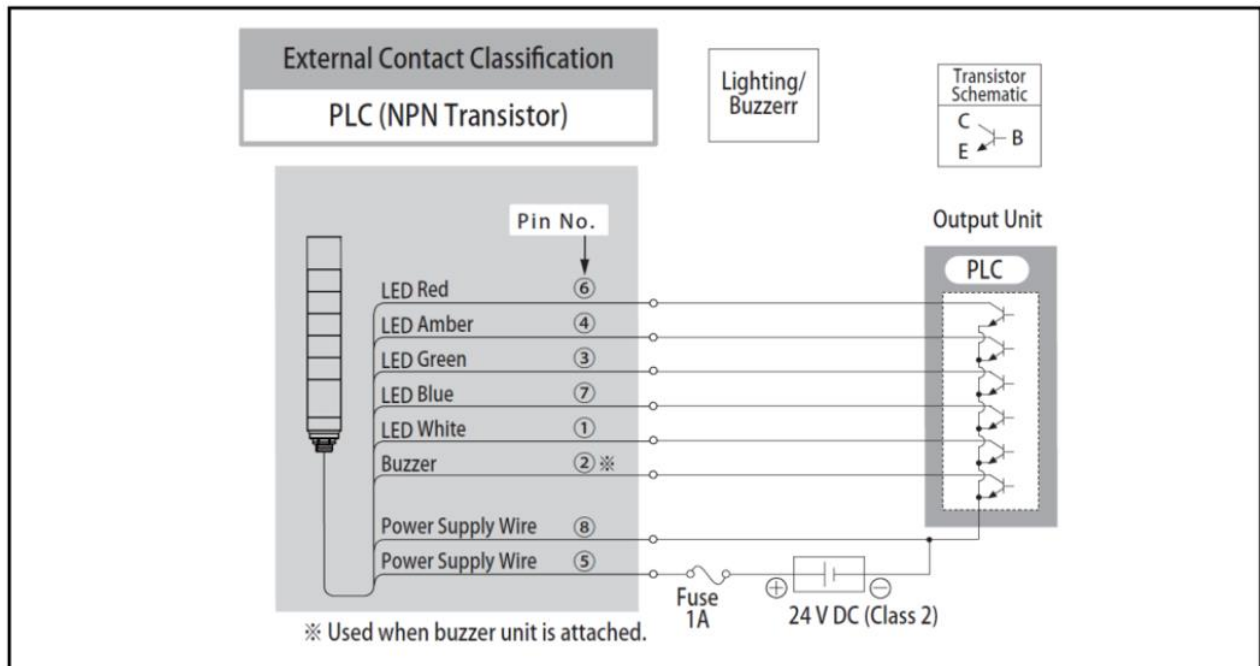 External Contact Classification
PLC (NPN Transistor)
Lighting/
Buzzerr
Transistor
Schematic
C
E
B
Pin No.
Output Unit
PLC
LED Red ⑥
LED Amber ④
LED Green ③
LED Blue ⑦
LED White ①
Buzzer ②※
Power Supply Wire ⑧
Power Supply Wire ⑤
Fuse
1A
⊕ ⊖
24 V DC (Class 2)
※ Used when buzzer unit is attached.